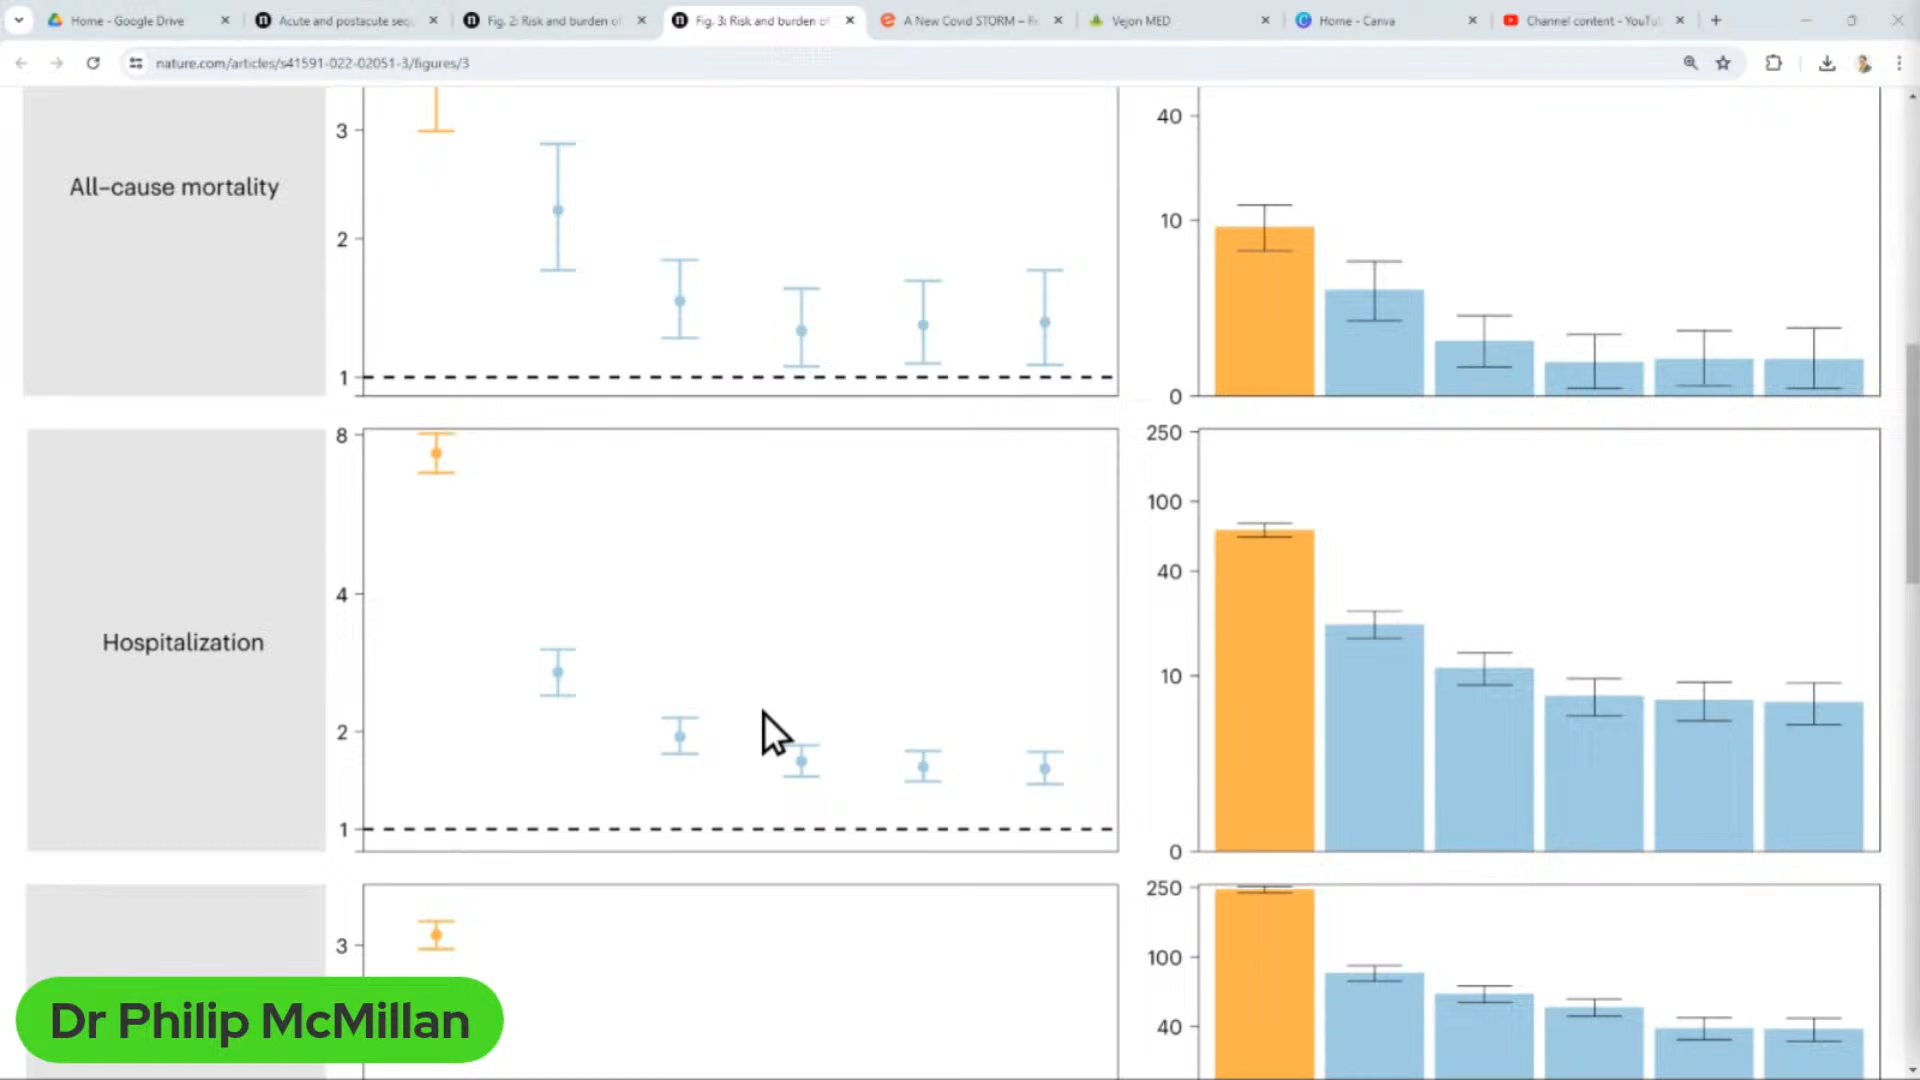 Home - Google Drive
Acute and postacute seq
Fig. 2: Risk and burden of
Fig. 3: Risk and burden of
A New Covid STORM – R
Vejon MED
Home - Canva
Channel content - YouTu
nature.com/articles/s41591-022-02051-3/figures/3
3
2
1
All-cause mortality
40
10
0
8
4
2
1
Hospitalization
250
100
40
10
0
3
250
100
40
Dr Philip McMillan